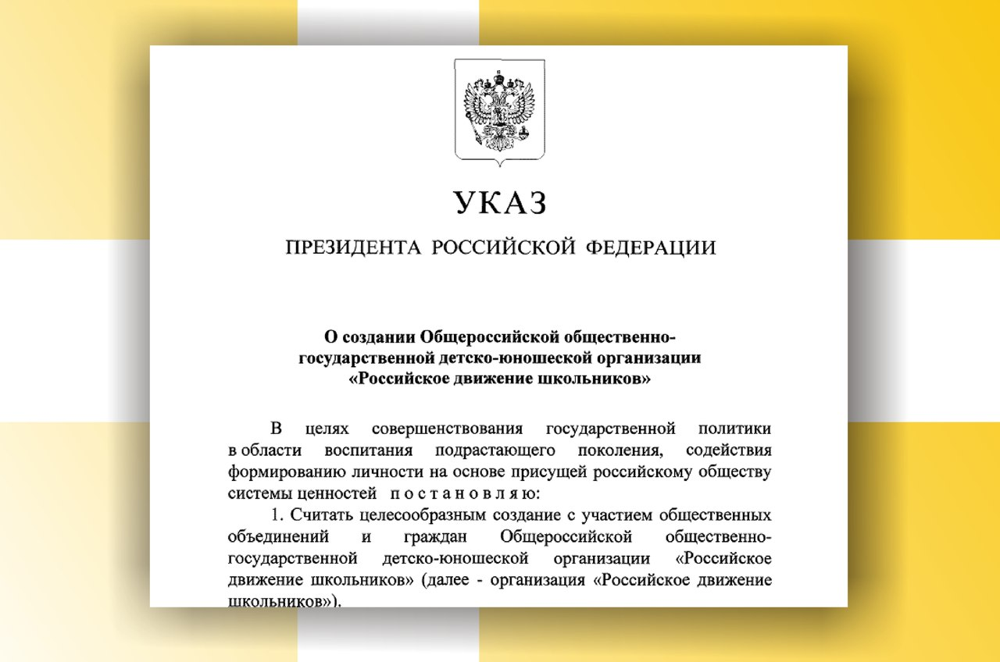 УКАЗ
ПРЕЗИДЕНТА РОССИЙСКОЙ ФЕДЕРАЦИИ
О создании Общероссийской общественно-
государственной детско-юношеской организации
«Российское движение школьников»
В целях совершенствования государственной политики
в области воспитания подрастающего поколения, содействия
формированию личности на основе присущей российскому обществу
системы ценностей п о с т а н о в л я ю:
1. Считать целесообразным создание с участием общественных
объединений и граждан Общероссийской общественно-
государственной детско-юношеской организации «Российское
движение школьников» (далее - организация «Российское движение
школьников»).